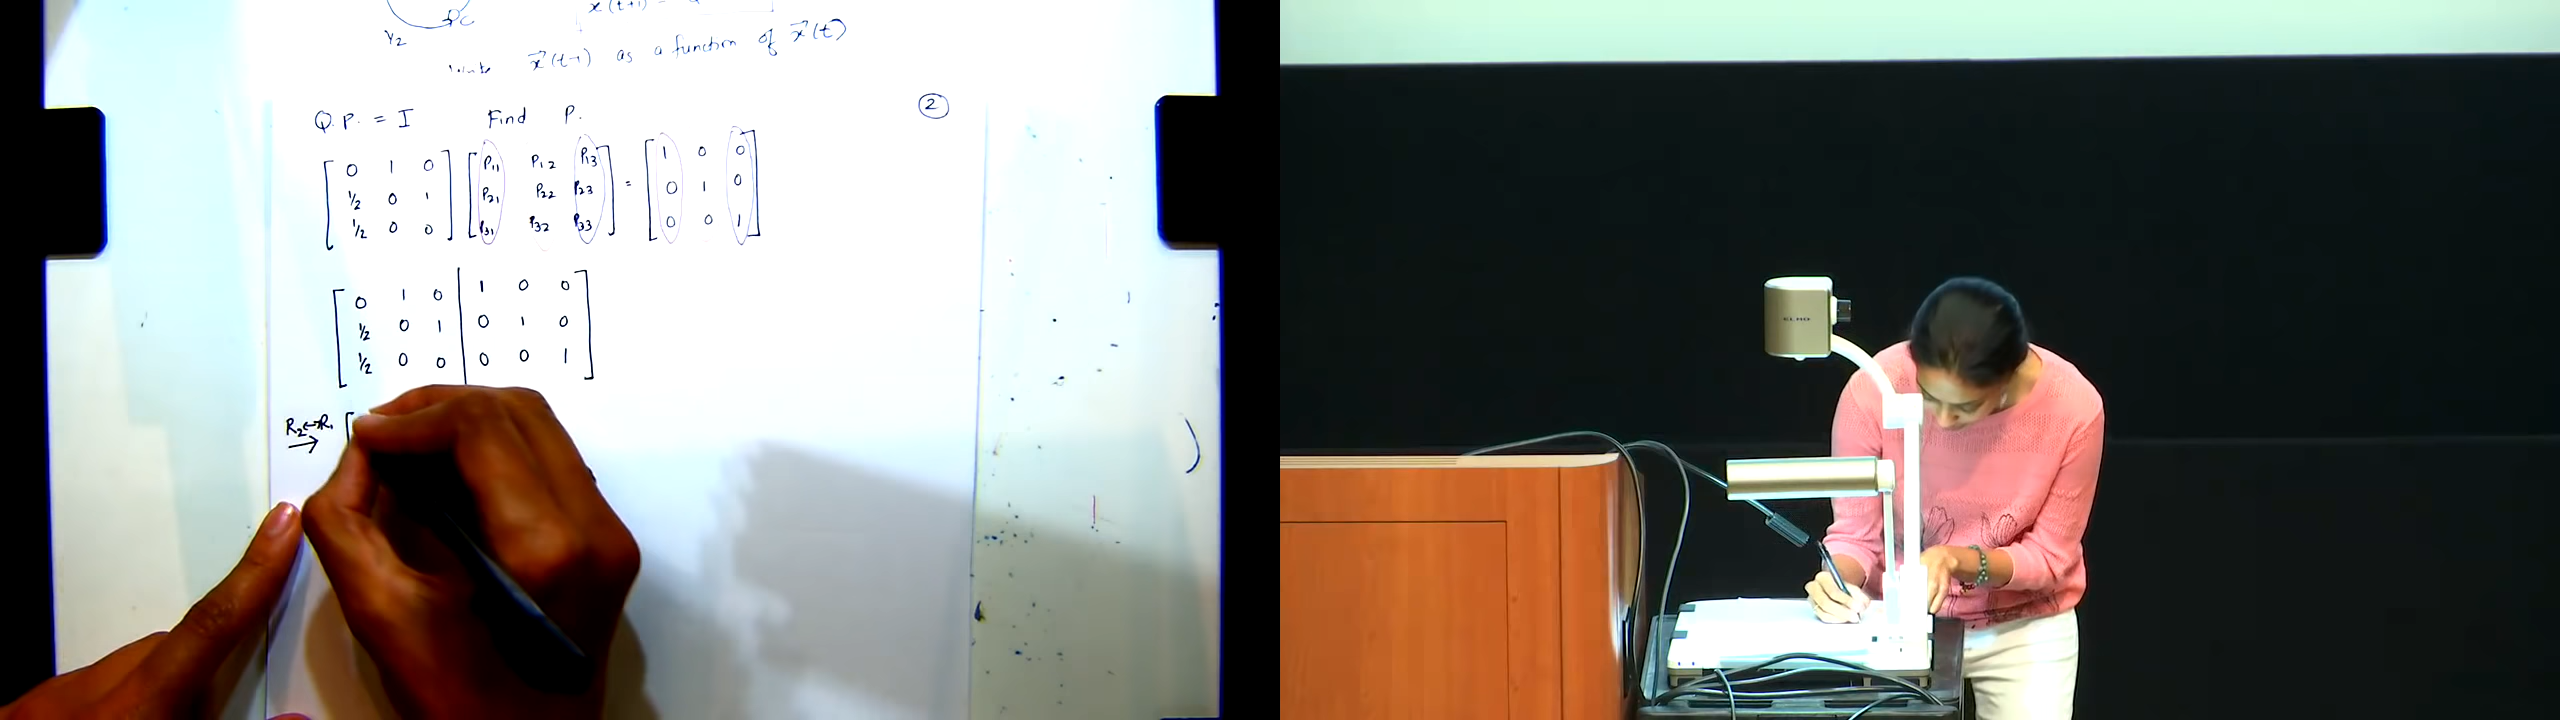 x(t+1) =
Y2
Write x⃗(t+1) as a function of x⃗(t)
2
Q.P. = I Find P.
[0 1 0] [P11 P12 P13] = [1 0 0]
[1/2 0 1] [P21 P22 P23] [0 1 0]
[1/2 0 0] [P31 P32 P33] [0 0 1]
[0 1 0 | 1 0 0]
[1/2 0 1 | 0 1 0]
[1/2 0 0 | 0 0 1]
R2↔R1
→ [
ELMO